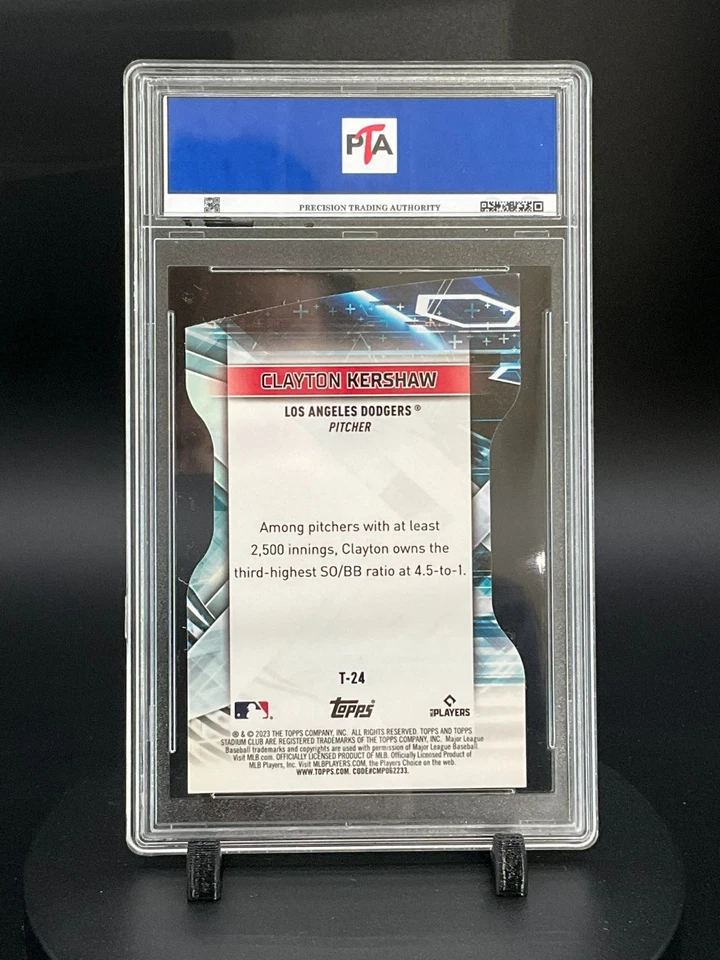 PTA
PRECISION TRADING AUTHORITY
CLAYTON KERSHAW
LOS ANGELES DODGERS®
PITCHER
Among pitchers with at least
2,500 innings, Clayton owns the
third-highest SO/BB ratio at 4.5-to-1.
T-24
Topps
MLB PLAYERS
® & © 2023 THE TOPPS COMPANY, INC. ALL RIGHTS RESERVED. TOPPS AND TOPPS
STADIUM CLUB ARE REGISTERED TRADEMARKS OF THE TOPPS COMPANY, INC. Major League
Baseball trademarks and copyrights are used with permission of Major League Baseball.
Visit MLB.com. OFFICIALLY LICENSED PRODUCT OF MLB. Officially Licensed Product of
MLB Players, Inc. Visit MLBPLAYERS.COM, the Players Choice on the web.
WWW.TOPPS.COM. CODE#CMP062233.